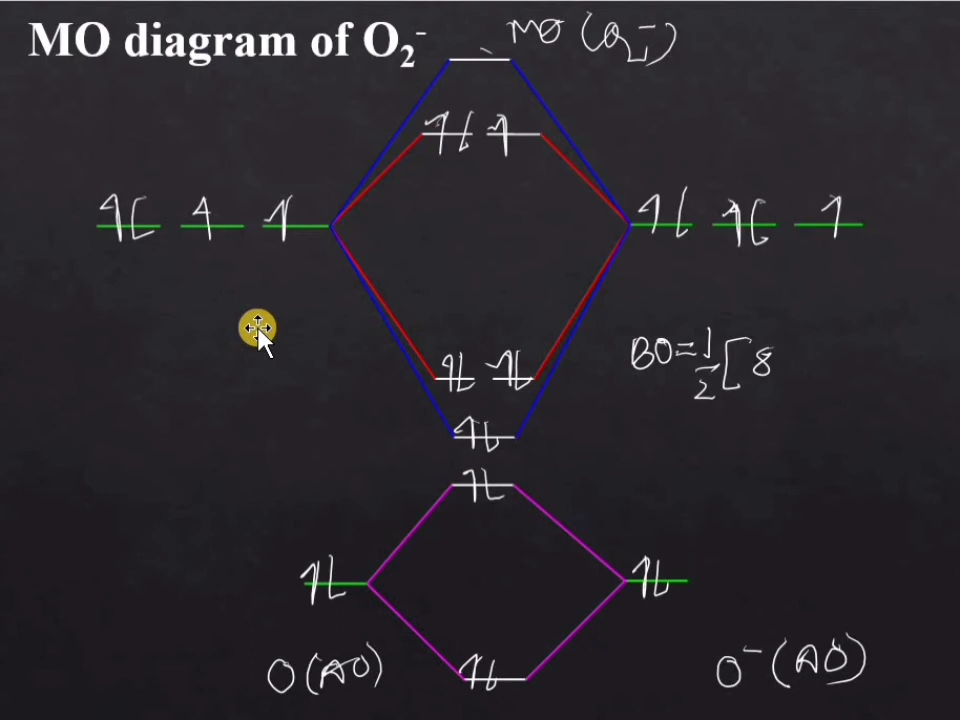 MO diagram of O₂⁻
MO (O₂⁻)
BO = 1/2 [ 8
O (AO)
O⁻ (AO)